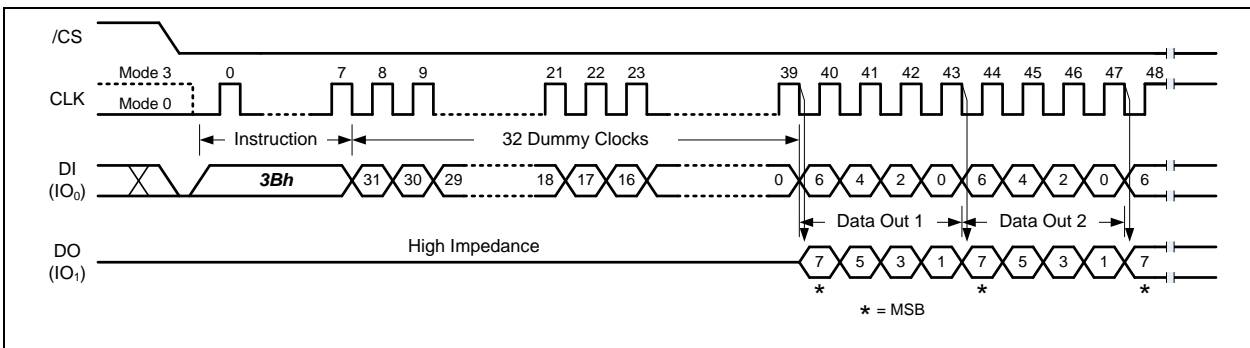 /CS
Mode 3 0 7 8 9 21 22 23 39 40 41 42 43 44 45 46 47 48
CLK
Mode 0
Instruction 32 Dummy Clocks
DI
(IO₀)
3Bh 31 30 29 18 17 16 0 6 4 2 0 6 4 2 0 6
Data Out 1 Data Out 2
High Impedance
DO
(IO₁)
7 5 3 1 7 5 3 1 7
* * *
* = MSB